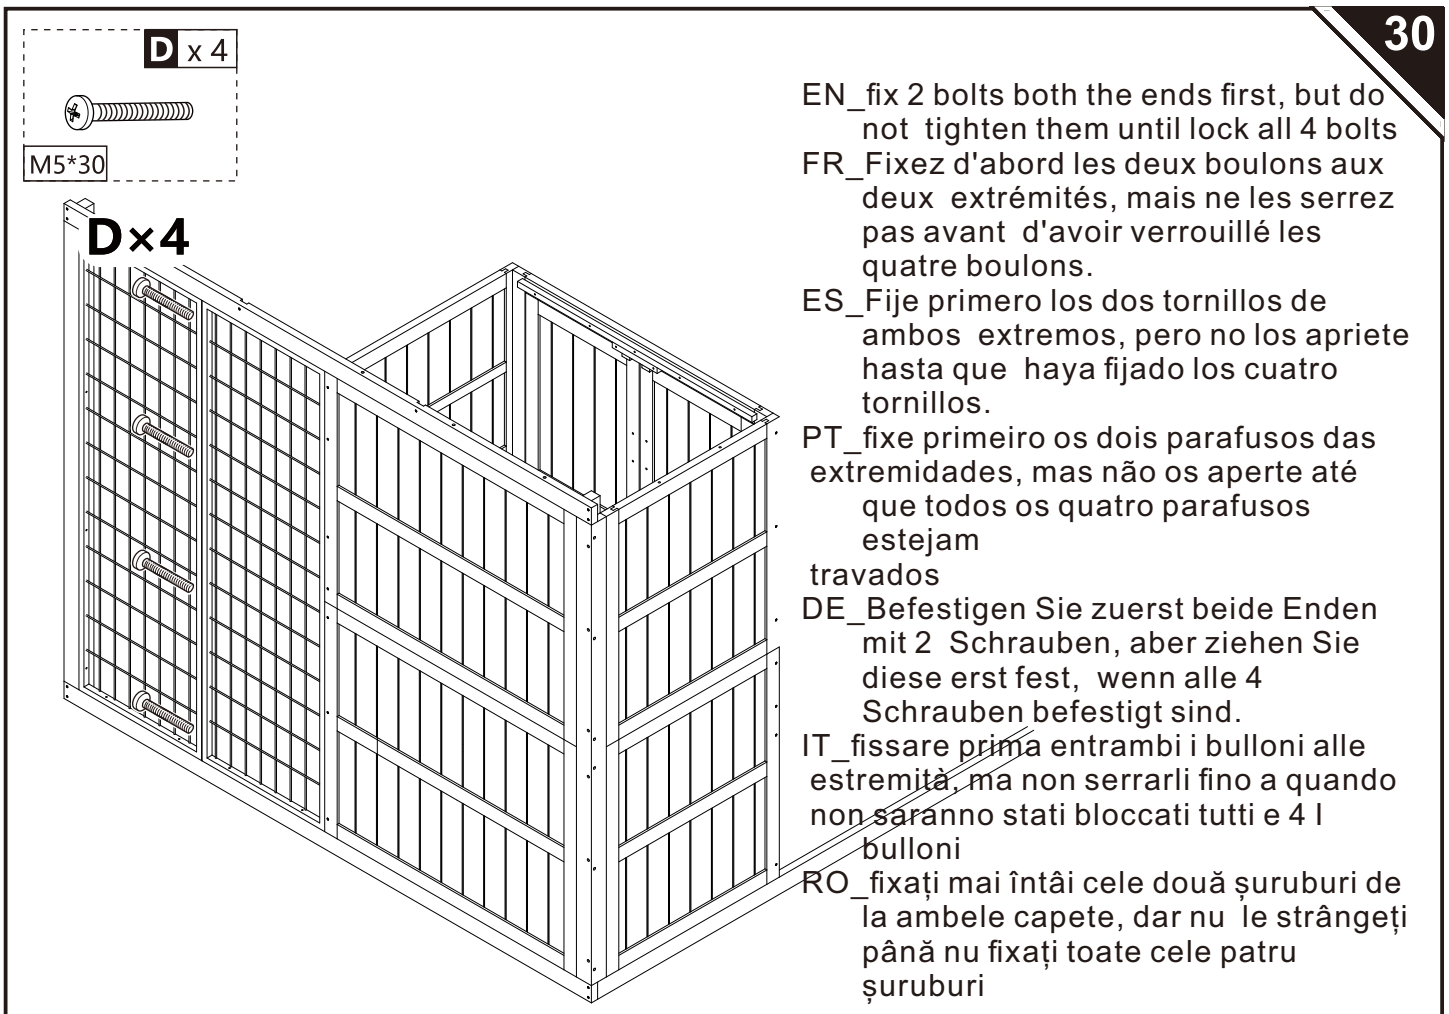 30
D x 4
M5*30
D×4
EN_fix 2 bolts both the ends first, but do
not tighten them until lock all 4 bolts
FR_Fixez d'abord les deux boulons aux
deux extrémités, mais ne les serrez
pas avant d'avoir verrouillé les
quatre boulons.
ES_Fije primero los dos tornillos de
ambos extremos, pero no los apriete
hasta que haya fijado los cuatro
tornillos.
PT_fixe primeiro os dois parafusos das
extremidades, mas não os aperte até
que todos os quatro parafusos
estejam
travados
DE_Befestigen Sie zuerst beide Enden
mit 2 Schrauben, aber ziehen Sie
diese erst fest, wenn alle 4
Schrauben befestigt sind.
IT_fissare prima entrambi i bulloni alle
estremità, ma non serrarli fino a quando
non saranno stati bloccati tutti e 4 I
bulloni
RO_fixați mai întâi cele două șuruburi de
la ambele capete, dar nu le strângeți
până nu fixați toate cele patru
șuruburi